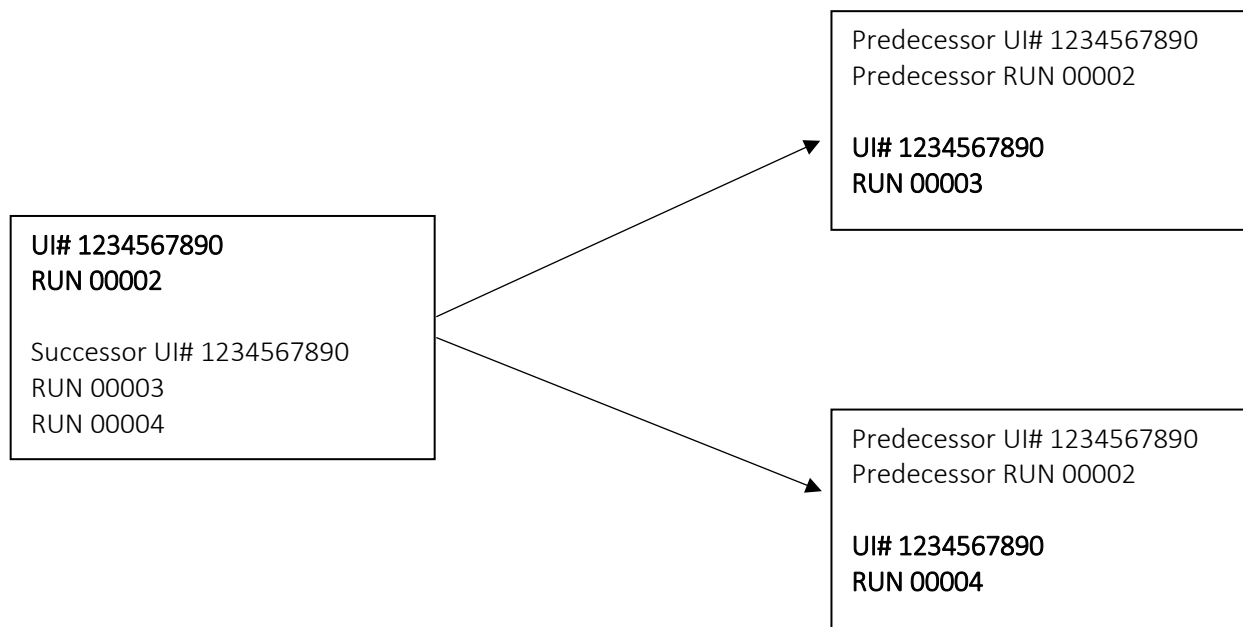 UI# 1234567890
RUN 00002
Successor UI# 1234567890
RUN 00003
RUN 00004
Predecessor UI# 1234567890
Predecessor RUN 00002
UI# 1234567890
RUN 00003
Predecessor UI# 1234567890
Predecessor RUN 00002
UI# 1234567890
RUN 00004